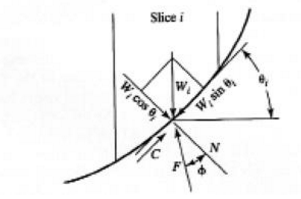 Slice i
W_i cos θ_i
W_i
W_i sin θ_i
θ_i
C
N
F
ϕ